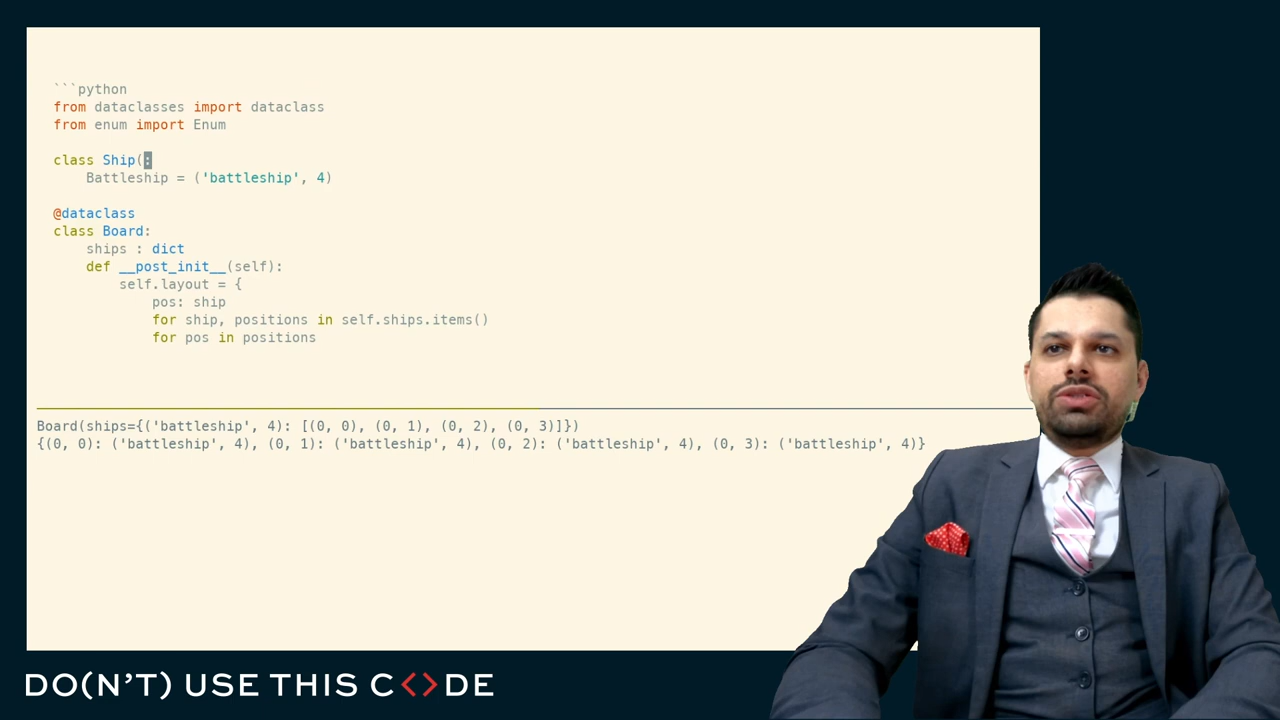 ```python
from dataclasses import dataclass
from enum import Enum
class Ship(:
Battleship = ('battleship', 4)
@dataclass
class Board:
ships : dict
def __post_init__(self):
self.layout = {
pos: ship
for ship, positions in self.ships.items()
for pos in positions
Board(ships={('battleship', 4): [(0, 0), (0, 1), (0, 2), (0, 3)]})
{(0, 0): ('battleship', 4), (0, 1): ('battleship', 4), (0, 2): ('battleship', 4), (0, 3): ('battleship', 4)}
DO(N'T) USE THIS C<>DE